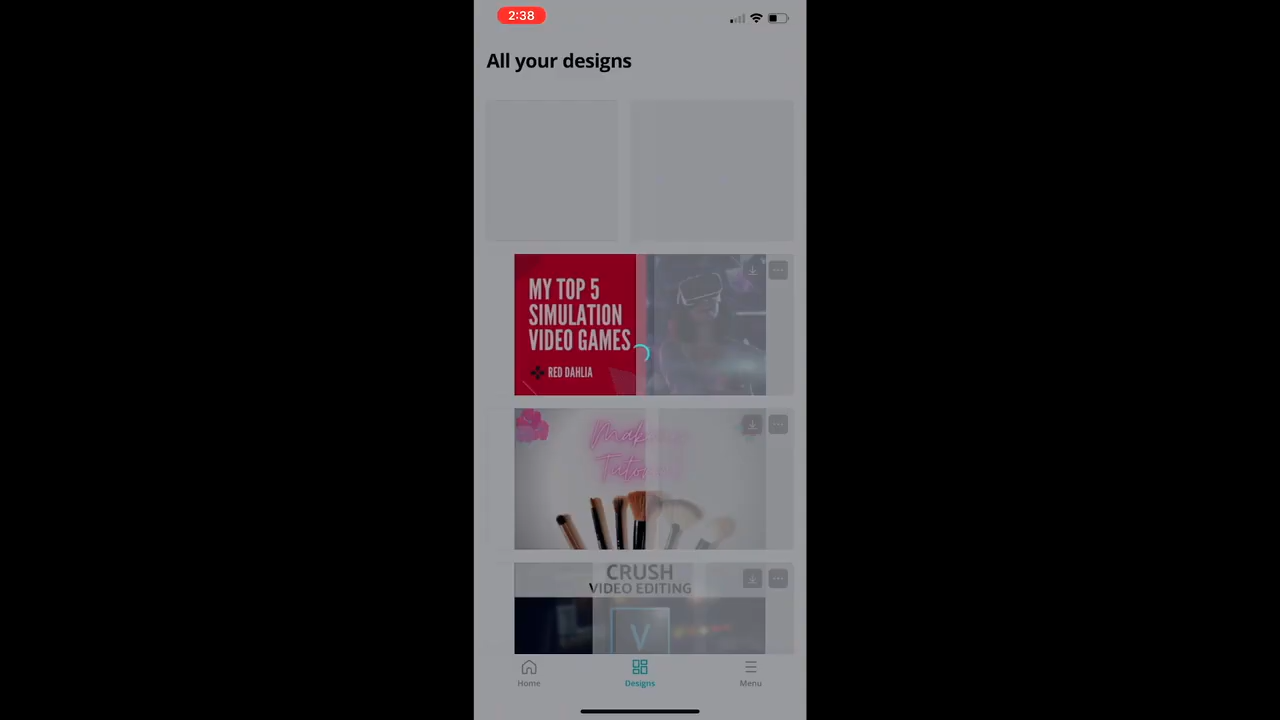 2:38
All your designs
MY TOP 5
SIMULATION
VIDEO GAMES
RED DAHLIA
CRUSH
VIDEO EDITING
V
Home
Designs
Menu